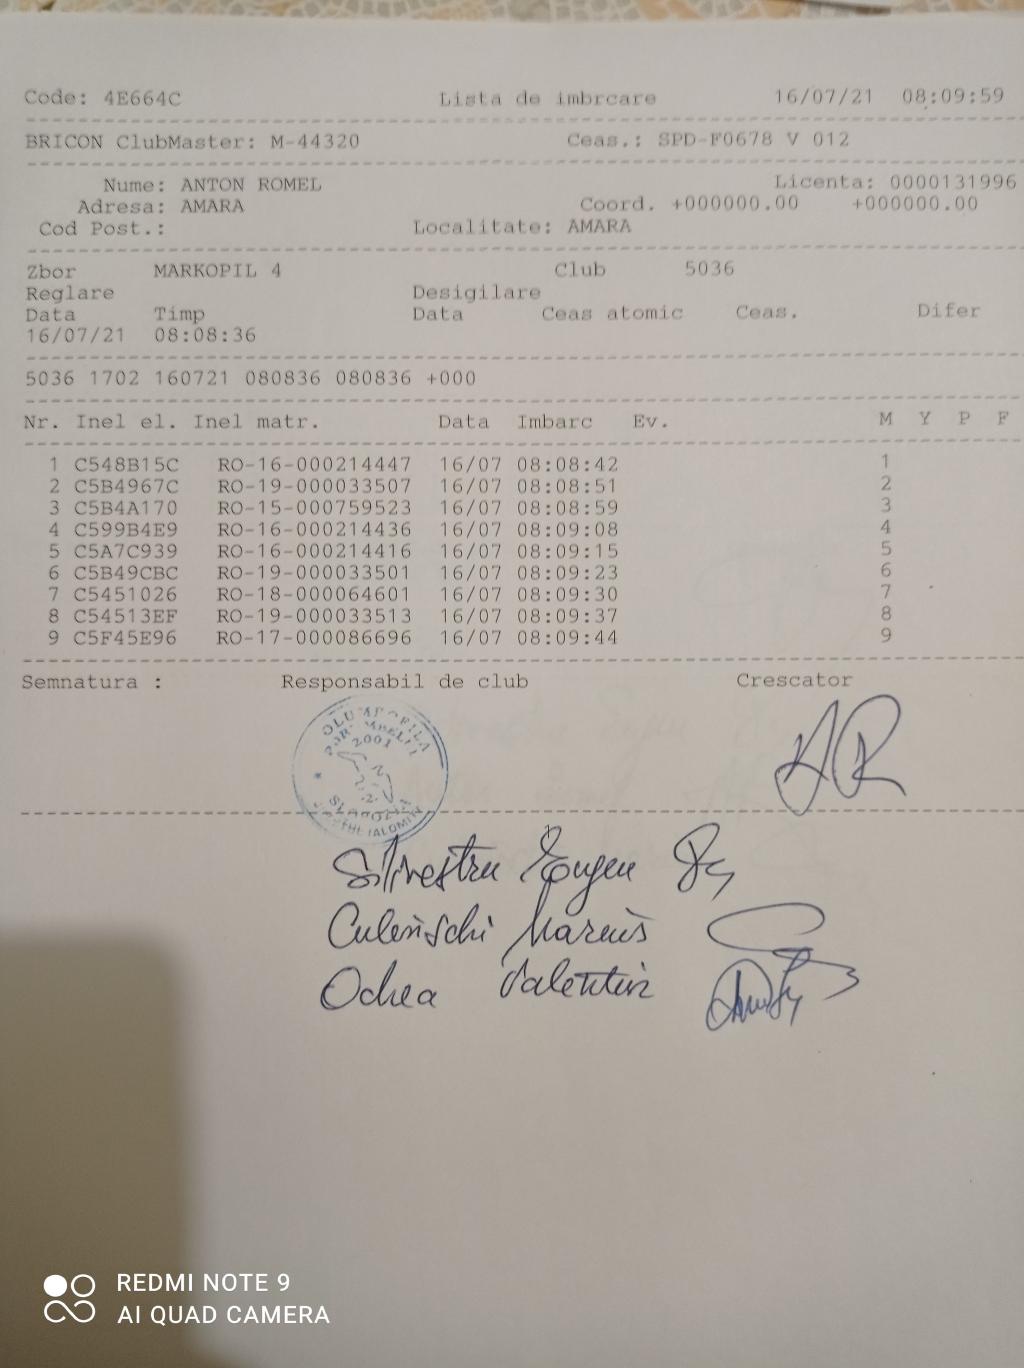 Code: 4E664C Lista de imbrcare 16/07/21 08:09:59
BRICON ClubMaster: M-44320 Ceas.: SPD-F0678 V 012
Nume: ANTON ROMEL Licenta: 0000131996
Adresa: AMARA Coord. +000000.00 +000000.00
Cod Post.: Localitate: AMARA
Zbor MARKOPIL 4 Club 5036
Reglare Desigilare
Data Timp Data Ceas atomic Ceas. Difer
16/07/21 08:08:36
5036 1702 160721 080836 080836 +000
Nr. Inel el. Inel matr. Data Imbarc Ev. M Y P F
1 C548B15C RO-16-000214447 16/07 08:08:42 1
2 C5B4967C RO-19-000033507 16/07 08:08:51 2
3 C5B4A170 RO-15-000759523 16/07 08:08:59 3
4 C599B4E9 RO-16-000214436 16/07 08:09:08 4
5 C5A7C939 RO-16-000214416 16/07 08:09:15 5
6 C5B49CBC RO-19-000033501 16/07 08:09:23 6
7 C5451026 RO-18-000064601 16/07 08:09:30 7
8 C54513EF RO-19-000033513 16/07 08:09:37 8
9 C5F45E96 RO-17-000086696 16/07 08:09:44 9
Semnatura : Responsabil de club Crescator
AR
2001
Silvestru Eugen
Culeinschi Marius
Ochea Valentin
REDMI NOTE 9
AI QUAD CAMERA